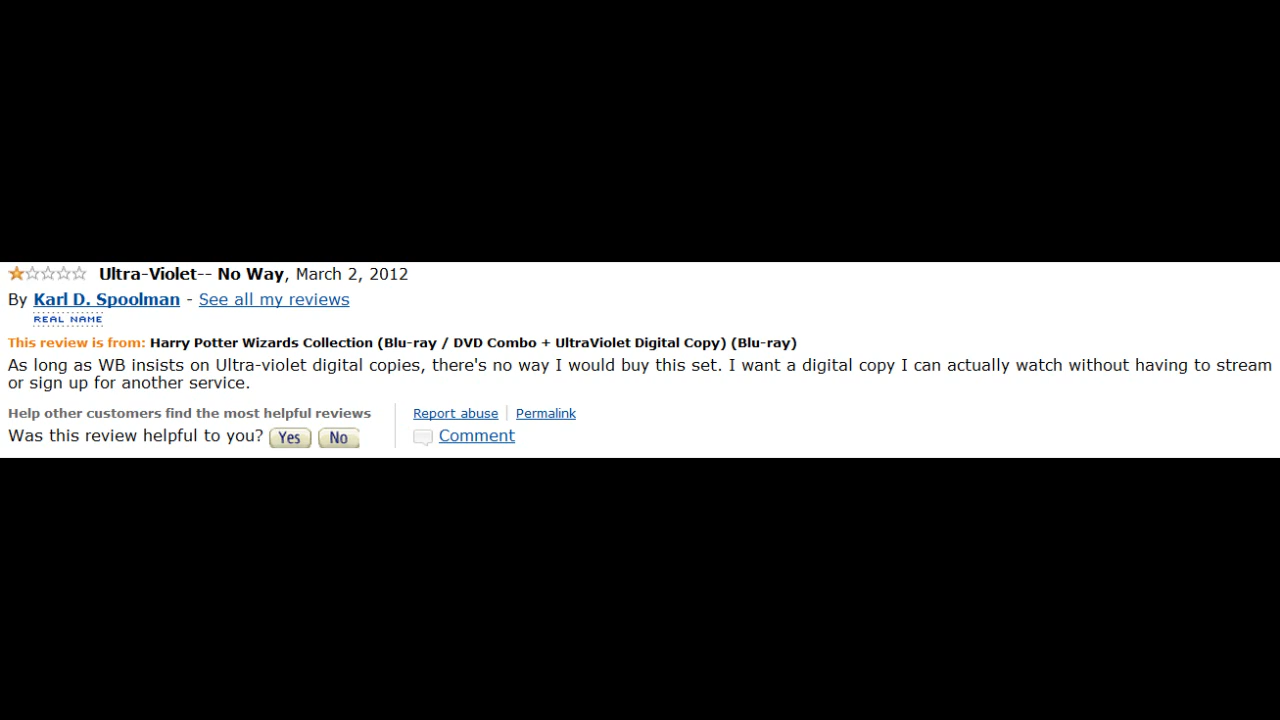 Ultra-Violet-- No Way, March 2, 2012
By Karl D. Spoolman - See all my reviews
REAL NAME
This review is from: Harry Potter Wizards Collection (Blu-ray / DVD Combo + UltraViolet Digital Copy) (Blu-ray)
As long as WB insists on Ultra-violet digital copies, there's no way I would buy this set. I want a digital copy I can actually watch without having to stream
or sign up for another service.
Help other customers find the most helpful reviews
Was this review helpful to you? Yes No
Report abuse | Permalink
Comment